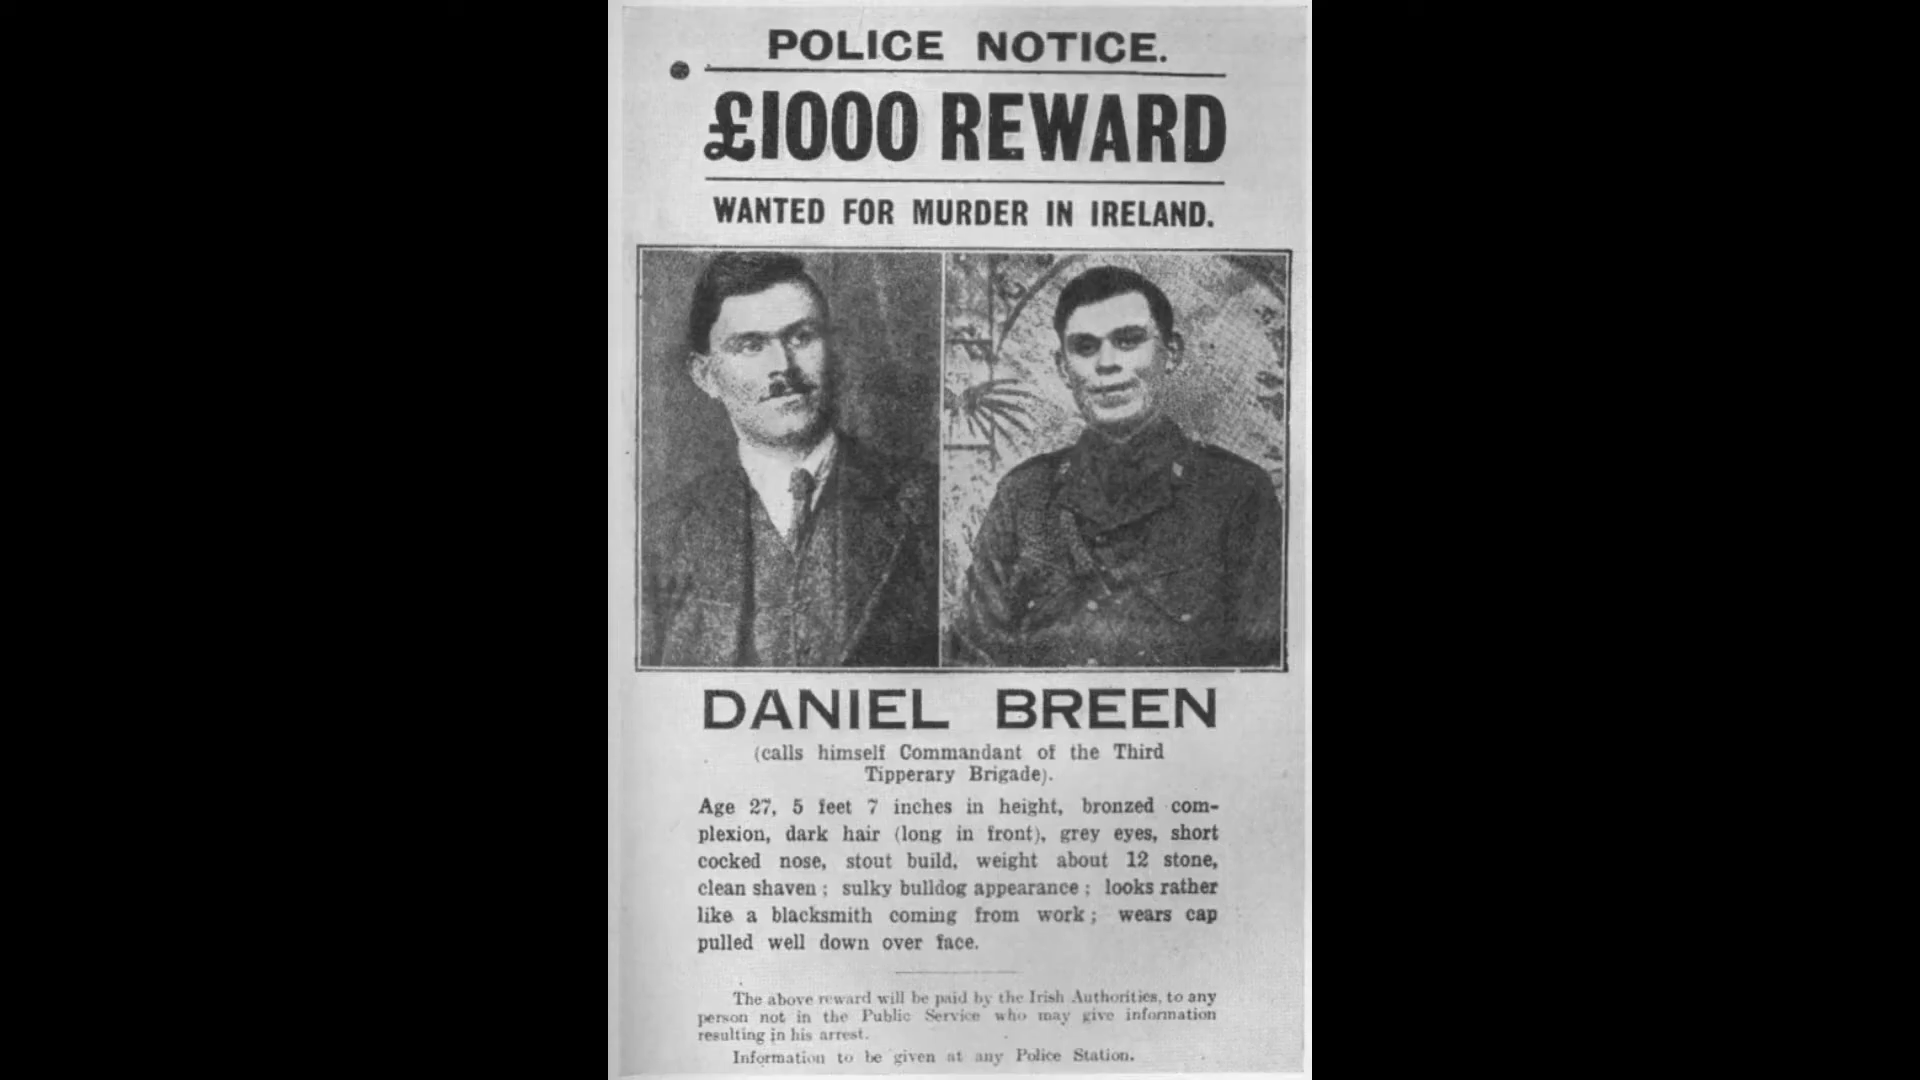 POLICE NOTICE.
£1000 REWARD
WANTED FOR MURDER IN IRELAND.
DANIEL BREEN
(calls himself Commandant of the Third
Tipperary Brigade).
Age 27, 5 feet 7 inches in height, bronzed com-
plexion, dark hair (long in front), grey eyes, short
cocked nose, stout build, weight about 12 stone,
clean shaven ; sulky bulldog appearance ; looks rather
like a blacksmith coming from work ; wears cap
pulled well down over face.
The above reward will be paid by the Irish Authorities, to any
person not in the Public Service who may give information
resulting in his arrest.
Information to be given at any Police Station.